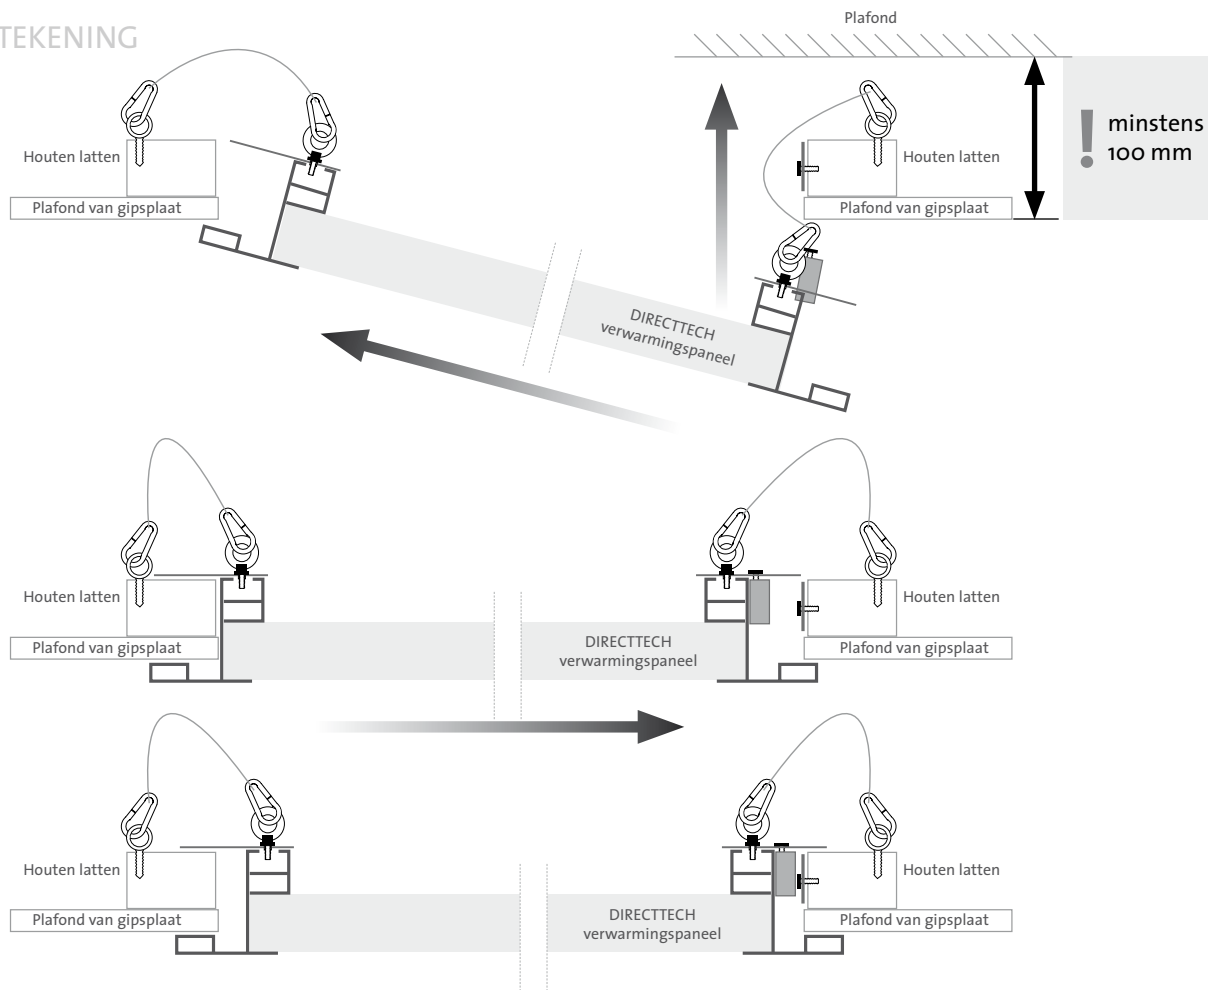 TEKENING
Plafond
minstens
100 mm
Houten latten
Houten latten
Plafond van gipsplaat
Plafond van gipsplaat
DIRECTTECH
verwarmingspaneel
Houten latten
Houten latten
Plafond van gipsplaat
DIRECTTECH
verwarmingspaneel
Plafond van gipsplaat
Houten latten
Houten latten
Plafond van gipsplaat
DIRECTTECH
verwarmingspaneel
Plafond van gipsplaat